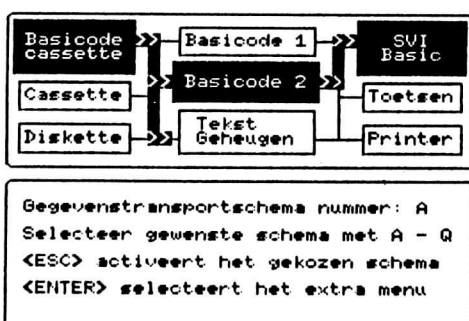 Basicode cassette
Basicode 1
SVI Basic
Cassette
Basicode 2
Toetsen
Diskette
Tekst Geheugen
Printer
Gegevenstransportschema nummer: A
Selecteer gewenste schema met A - Q
<ESC> activeert het gekozen schema
<ENTER> selecteert het extra menu